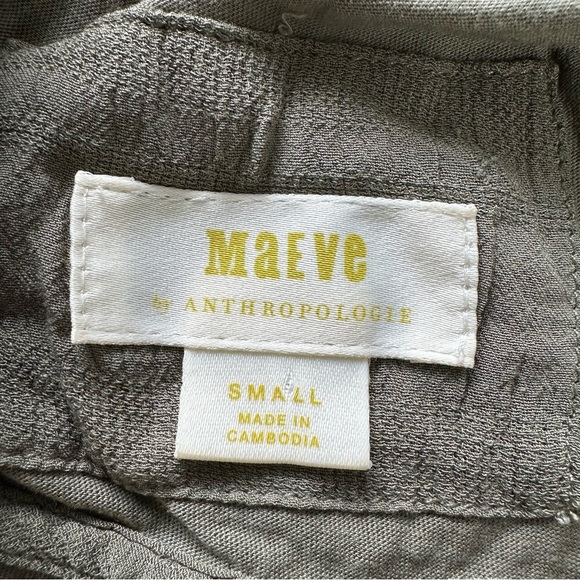 MaEVe
by ANTHROPOLOGIE
SMALL
MADE IN
CAMBODIA